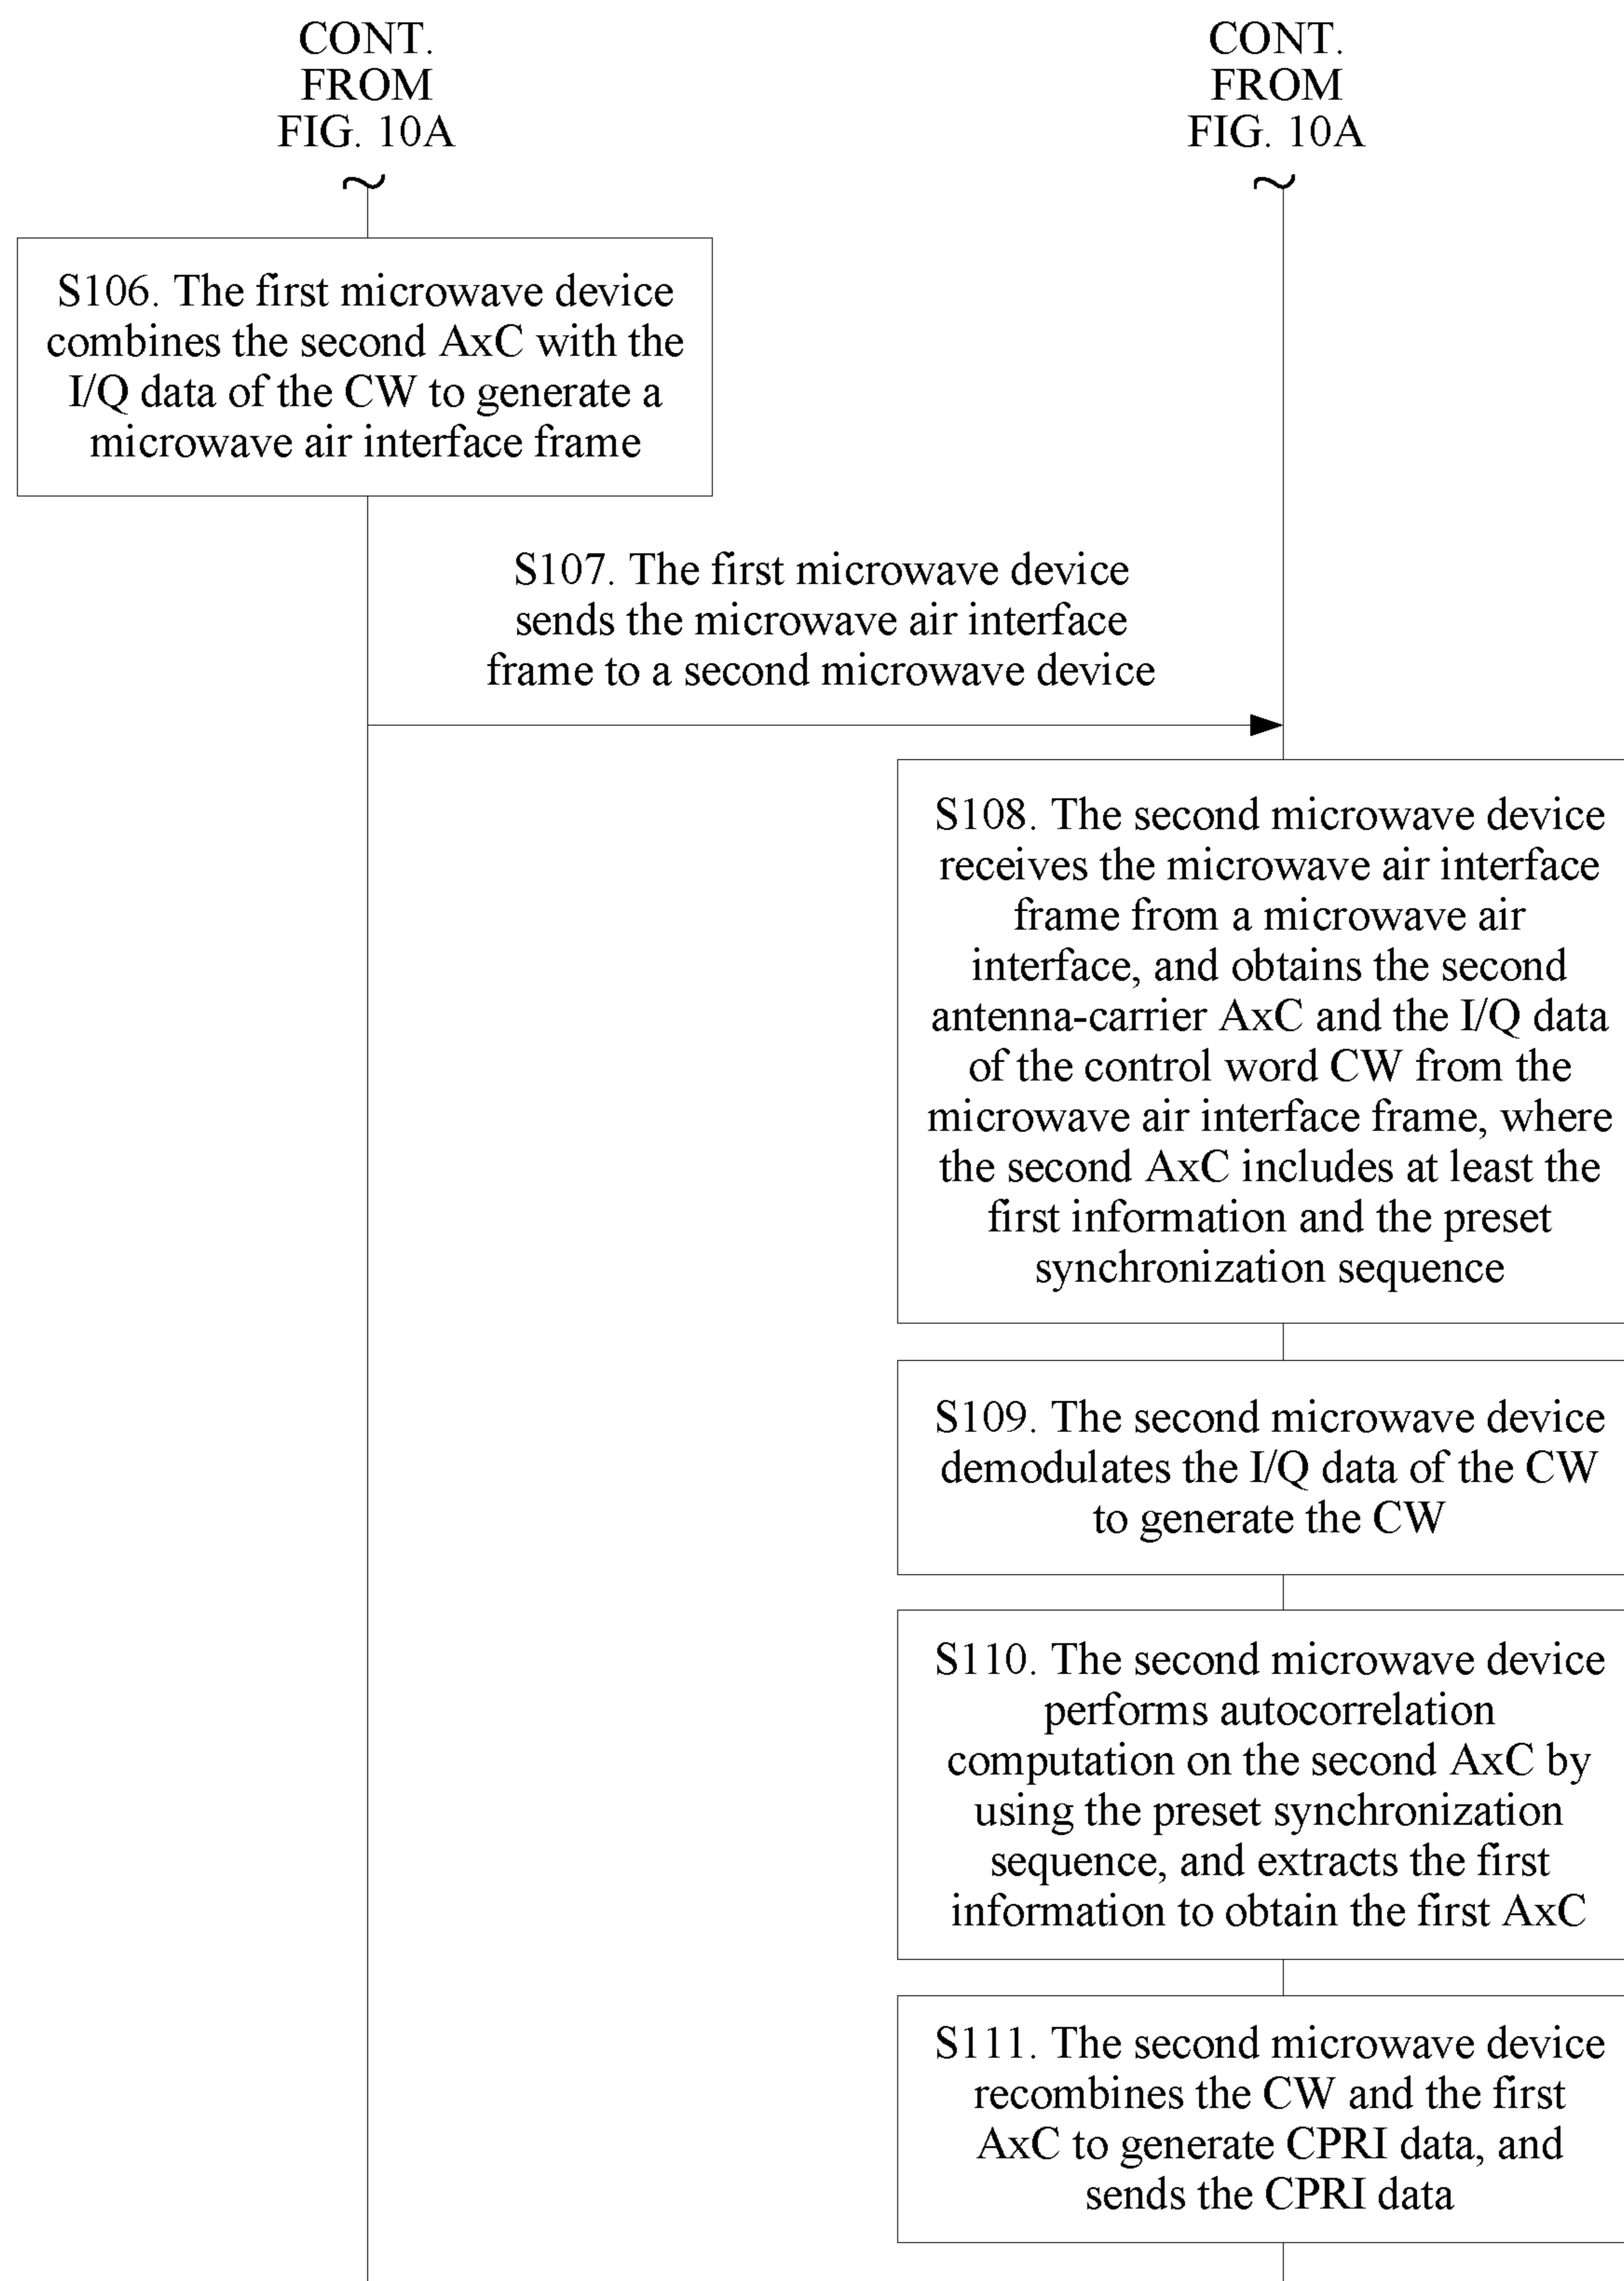 CONT.
FROM
FIG. 10A
CONT.
FROM
FIG. 10A
S106. The first microwave device
combines the second AxC with the
I/Q data of the CW to generate a
microwave air interface frame
S107. The first microwave device
sends the microwave air interface
frame to a second microwave device
S108. The second microwave device
receives the microwave air interface
frame from a microwave air
interface, and obtains the second
antenna-carrier AxC and the I/Q data
of the control word CW from the
microwave air interface frame, where
the second AxC includes at least the
first information and the preset
synchronization sequence
S109. The second microwave device
demodulates the I/Q data of the CW
to generate the CW
S110. The second microwave device
performs autocorrelation
computation on the second AxC by
using the preset synchronization
sequence, and extracts the first
information to obtain the first AxC
S111. The second microwave device
recombines the CW and the first
AxC to generate CPRI data, and
sends the CPRI data